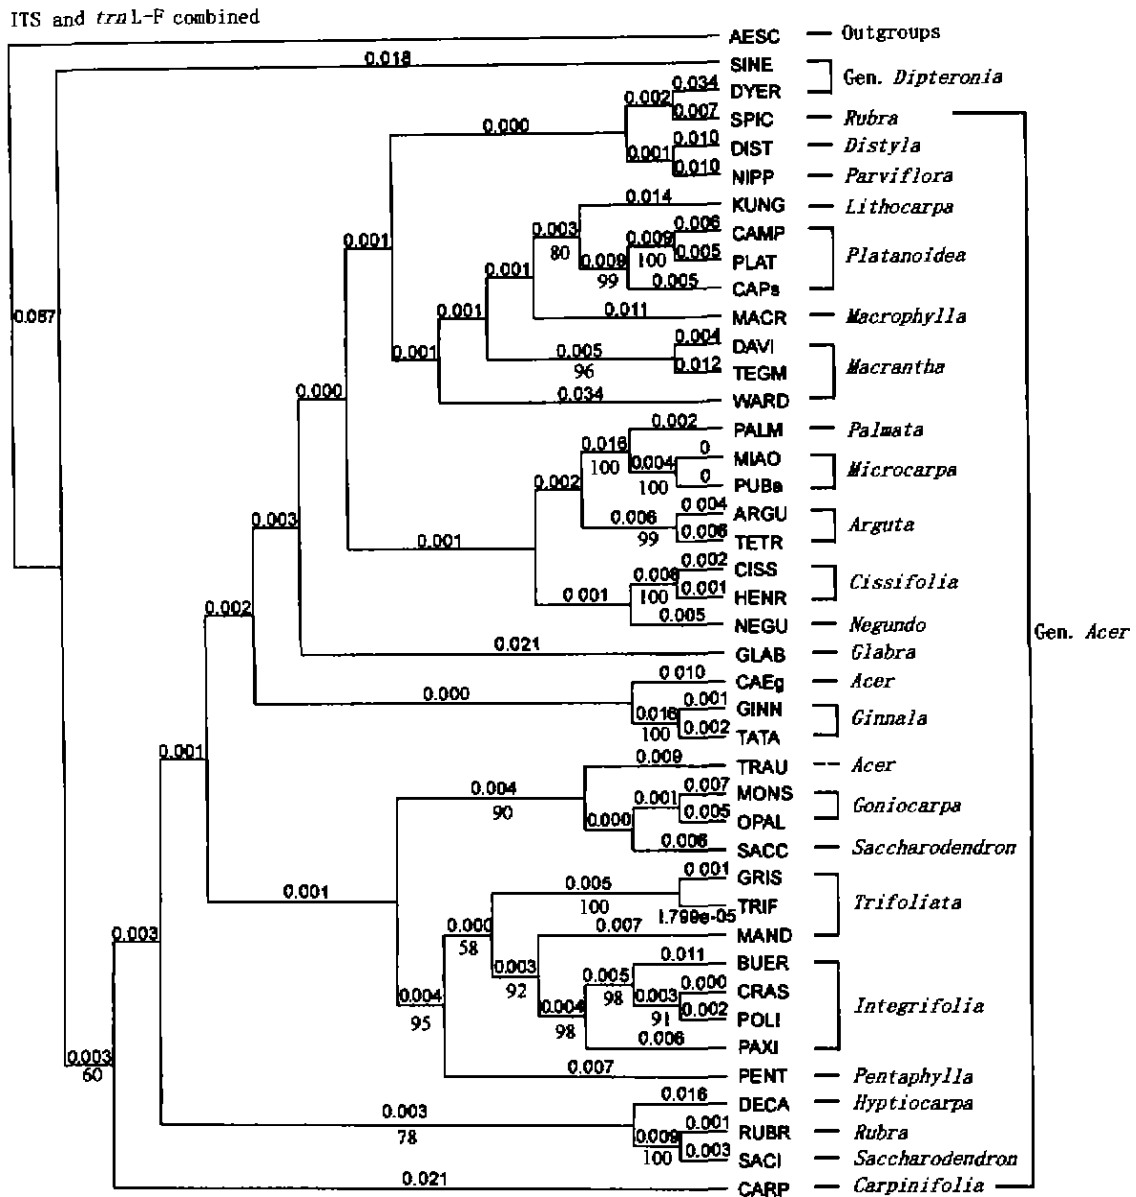 ITS and trnL-F combined
AESC Outgroups
0.018 SINE
Gen. Dipteronia
0.034
0.002 DYER
0.007 SPIC Rubra
0.000
0.010 DIST Distyla
0.001
0.010 NIPP Parviflora
0.014 KUNG Lithocarpa
0.006
0.003 0.009 CAMP
80 100 0.005 PLAT Platanoidea
0.001
0.009
99 0.005 CAPs
0.001
0.011 MACR Macrophylla
0.067
0.001
0.004 DAVI
0.005
96 0.012 TEGM Macrantha
0.001
0.034 WARD
0.000
0.002 PALM Palmata
0.016 0
100 0.004 MIAO Microcarpa
100 0 PUBa
0.002
0.004 ARGU
0.006 Arguta
99 0.006 TETR
0.003
0.001
0.002 CISS
0.008 Cissifolia
100 0.001 HENR
0.001
0.005 NEGU Negundo
0.002
Gen. Acer
0.021 GLAB Glabra
0.010 CAEg Acer
0.000
0.001 GINN
0.016 Ginnala
100 0.002 TATA
0.001
0.009 TRAU Acer
0.004
90
0.007 MONS
0.001 Goniocarpa
0.005 OPAL
0.000
0.006 SACC Saccharodendron
0.001
0.001 GRIS
0.005
100 1.799e-05 TRIF Trifoliata
0.003
0.000
58 0.007 MAND
0.003
92
0.011 BUER
0.005
98 0.000 CRAS
0.003 Integrifolia
91 0.002 POLI
0.004
95
0.004
98
0.006 PAXI
0.003
60
0.007 PENT Pentaphylla
0.016 DECA Hyptiocarpa
0.003
78
0.001 RUBR Rubra
0.009
100 0.003 SACI Saccharodendron
0.021 CARP Carpinifolia